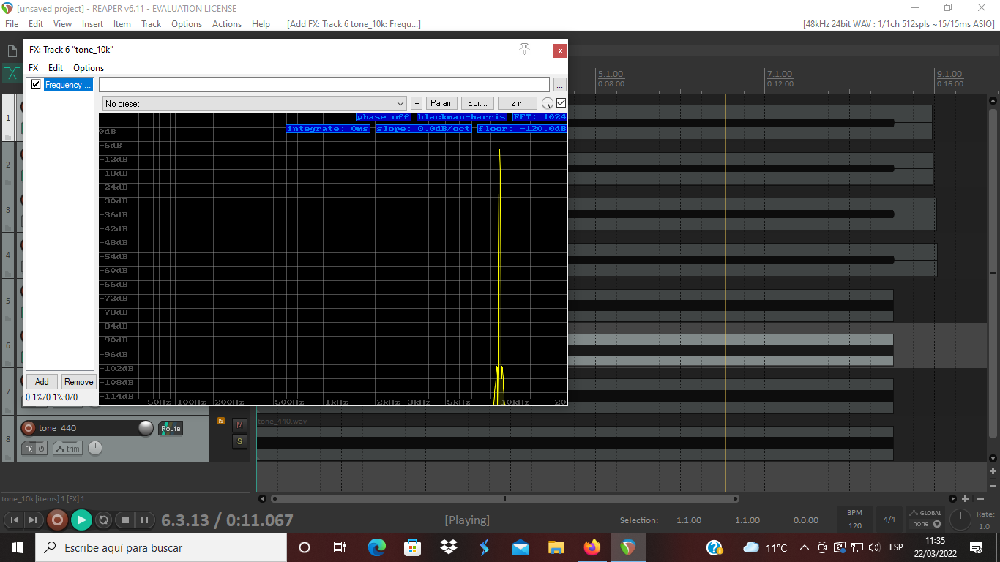 [unsaved project] - REAPER v6.11 - EVALUATION LICENSE
File Edit View Insert Item Track Options Actions Help [Add FX: Track 6 tone_10k: Frequ...] [48kHz 24bit WAV : 1/1ch 512spls ~15/15ms ASIO]
FX: Track 6 "tone_10k" x
FX Edit Options
Frequency ... ...
No preset + Param Edit... 2 in
phase off blackman-harris FFT: 1024
integrate: 0ms slope: 0.0dB/oct floor: -120.0dB
0dB
-6dB
-12dB
-18dB
-24dB
-30dB
-36dB
-42dB
-48dB
-54dB
-60dB
-66dB
-72dB
-78dB
-84dB
-90dB
-96dB
-102dB
-108dB
-114dB
50Hz 100Hz 200Hz 500Hz 1kHz 2kHz 3kHz 5kHz 10kHz 20
Add Remove
0.1%/0.1%:0/0
5.1.00 7.1.00 9.1.00
0:08.00 0:12.00 0:16.00
1
2
3
4
5
6
7
8
tone_440 Route M
FX trim S
tone_440.wav
tone_10k [items] 1 [FX] 1
6.3.13 / 0:11.067 [Playing] Selection: 1.1.00 1.1.00 0.0.00 BPM 120 4/4 GLOBAL none Rate: 1.0
Escribe aquí para buscar 11°C ESP 11:35
22/03/2022